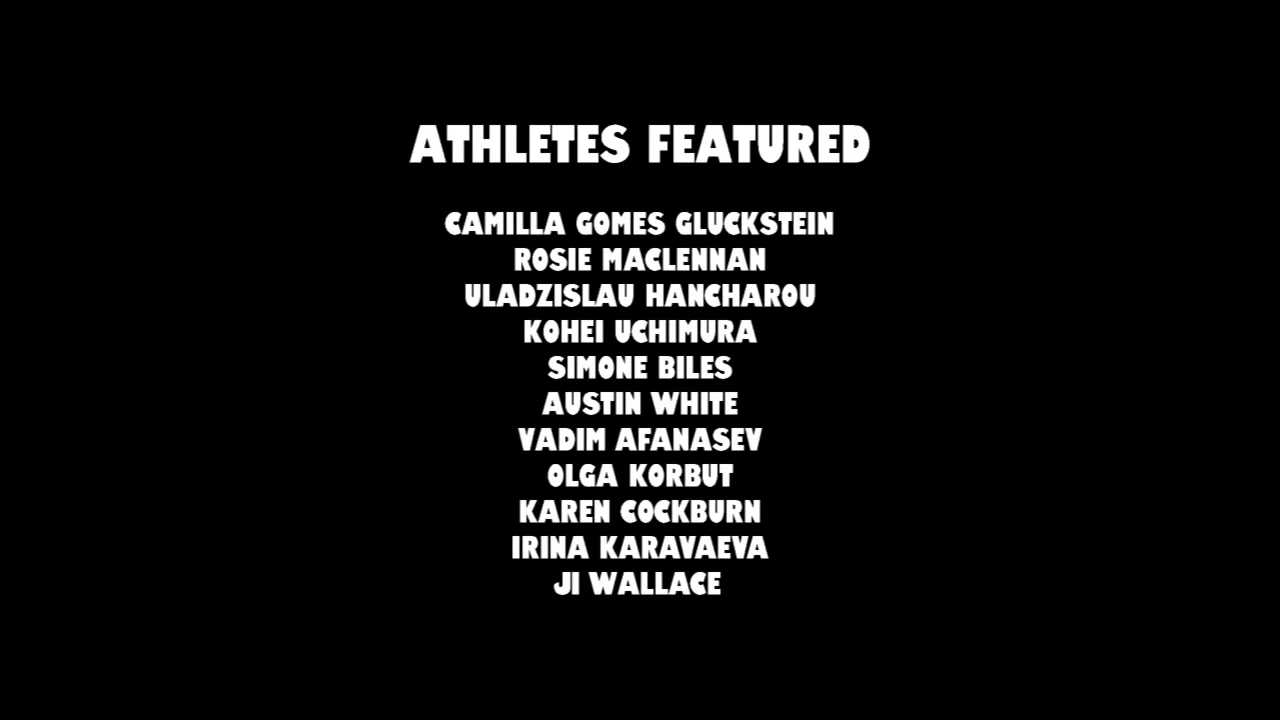 ATHLETES FEATURED
CAMILLA GOMES GLUCKSTEIN
ROSIE MACLENNAN
ULADZISLAU HANCHAROU
KOHEI UCHIMURA
SIMONE BILES
AUSTIN WHITE
VADIM AFANASEV
OLGA KORBUT
KAREN COCKBURN
IRINA KARAVAEVA
JI WALLACE